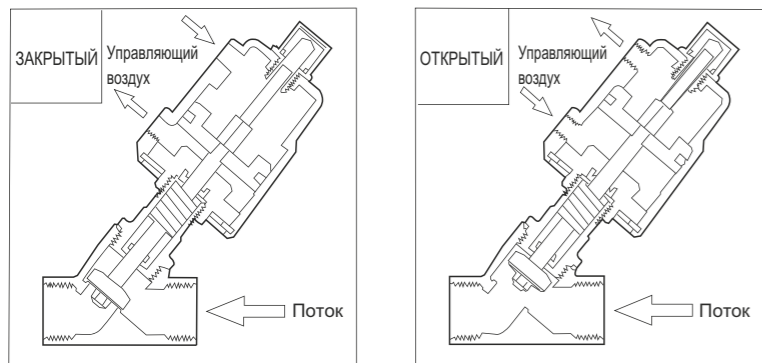 ЗАКРЫТЫЙ
Управляющий
воздух
Поток
ОТКРЫТЫЙ
Управляющий
воздух
Поток